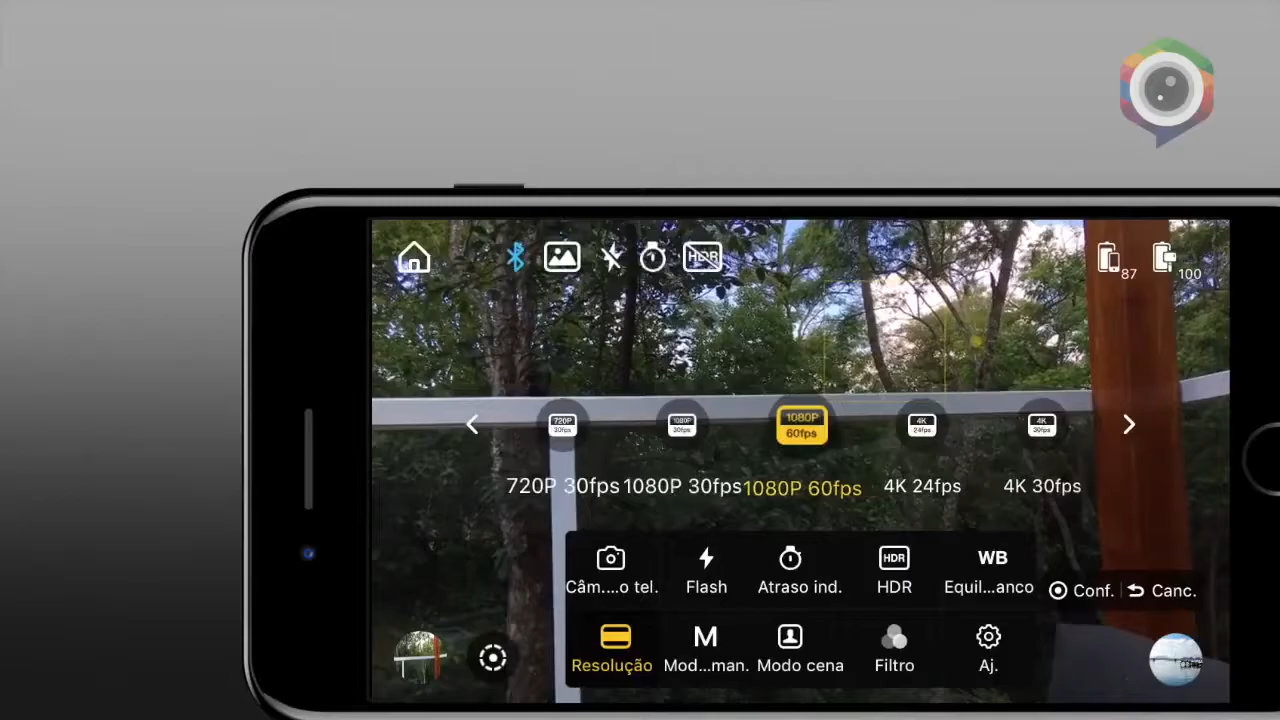 HDR
87
100
720P 30fps 1080P 30fps 1080P 60fps 4K 24fps 4K 30fps
720P 30fps 1080P 30fps 1080P 60fps 4K 24fps 4K 30fps
HDR WB
Câm....o tel. Flash Atraso ind. HDR Equil...anco
Conf. Canc.
M
Resolução Mod...man. Modo cena Filtro Aj.